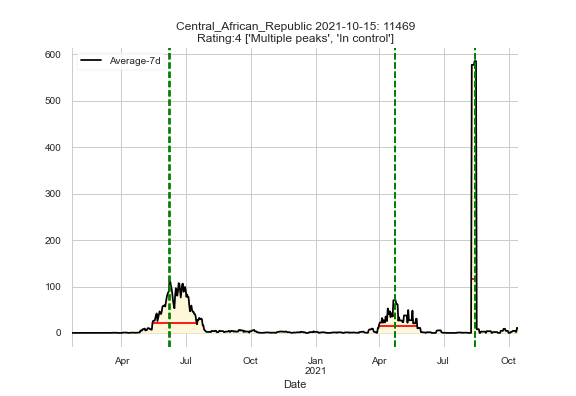 Central_African_Republic 2021-10-15: 11469
Rating:4 ['Multiple peaks', 'In control']
600
Average-7d
500
400
300
200
100
0
Apr
Jul
Oct
Jan
2021
Apr
Jul
Oct
Date